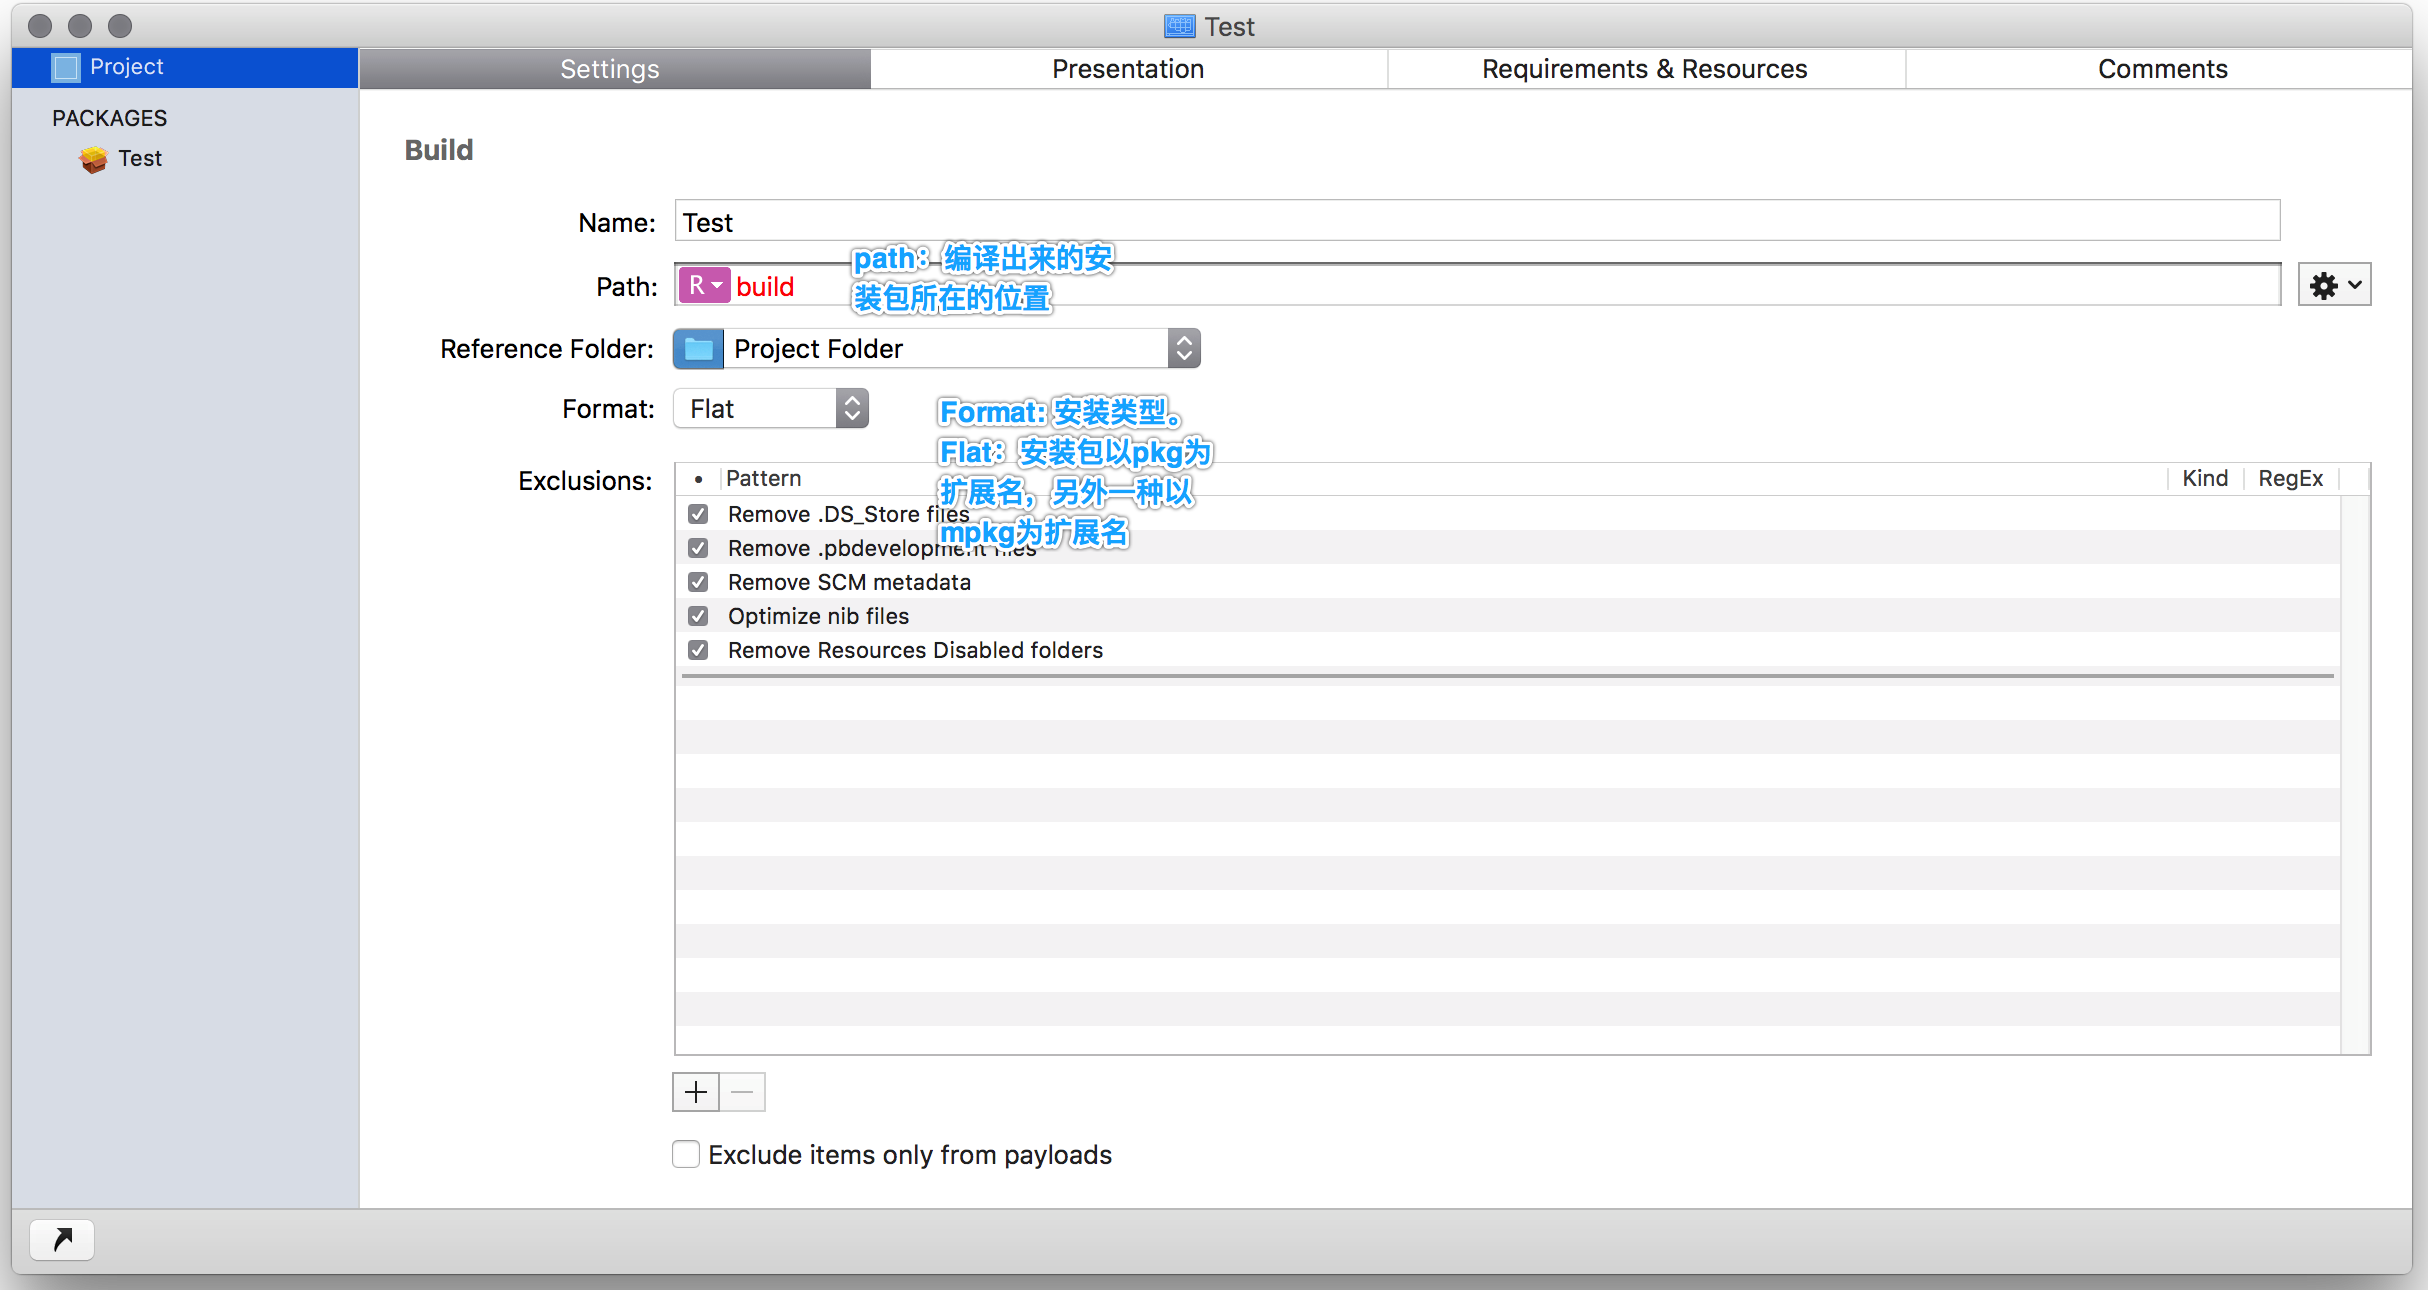 Test
Project
Settings
Presentation
Requirements & Resources
Comments
PACKAGES
Test
Build
Name:
Test
path：编译出来的安
装包所在的位置
Path:
R
build
Reference Folder:
Project Folder
Format:
Flat
Format: 安装类型。
Flat：安装包以pkg为
扩展名，另外一种以
mpkg为扩展名
Exclusions:
Pattern
Kind
RegEx
Remove .DS_Store files
Remove .pbdevelopment files
Remove SCM metadata
Optimize nib files
Remove Resources Disabled folders
Exclude items only from payloads